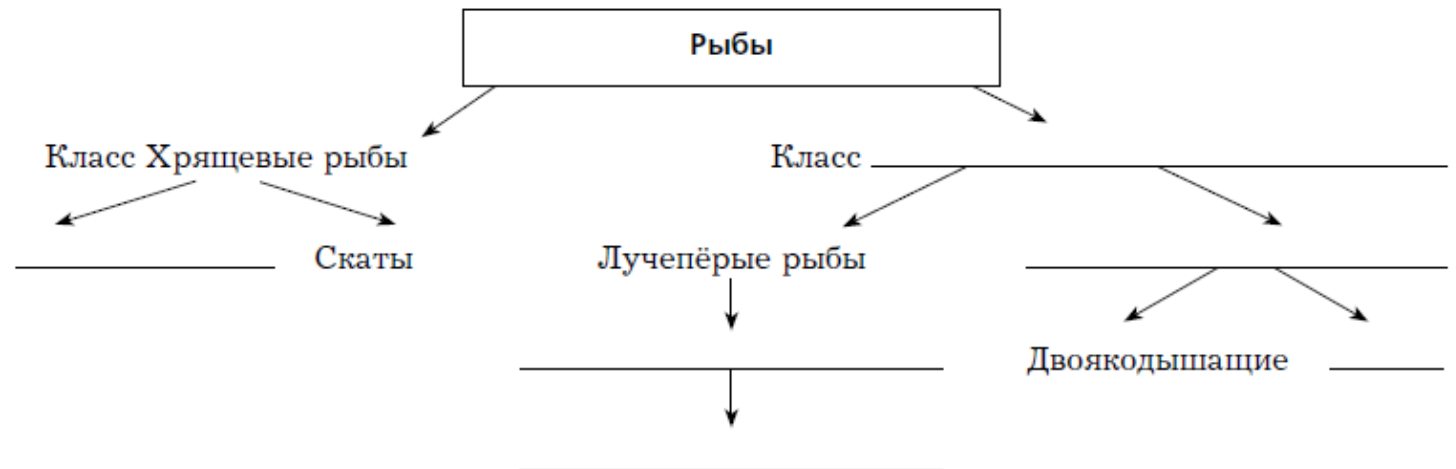 Рыбы
Класс Хрящевые рыбы
Класс
Скаты
Лучепёрые рыбы
Двоякодышащие